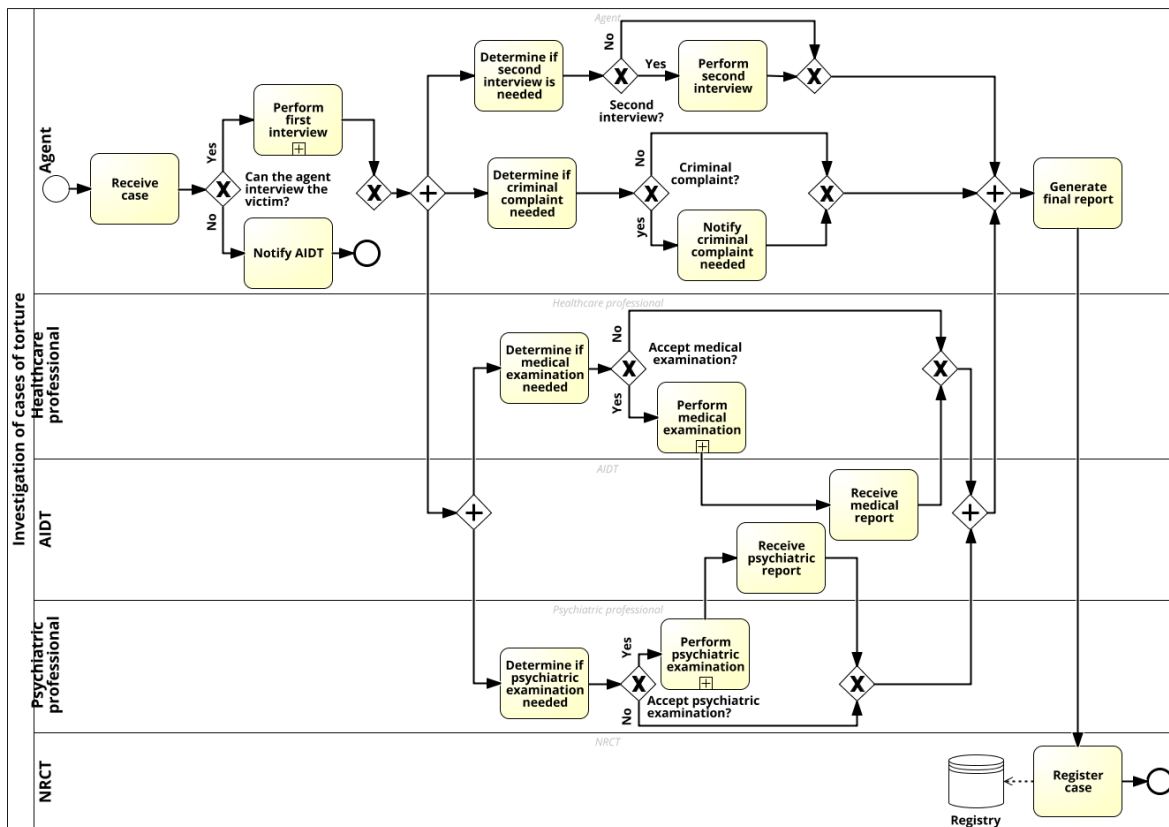 Investigation of cases of torture
Agent
Agent
Receive
case
Can the agent
interview the
victim?
Yes
No
Perform
first
interview
Notify AIDT
Determine if
second
interview is
needed
No
Yes
Second
interview?
Perform
second
interview
Determine if
criminal
complaint
needed
No
yes
Criminal
complaint?
Notify
criminal
complaint
needed
Generate
final report
Healthcare
professional
Healthcare professional
Determine if
medical
examination
needed
No
Yes
Accept medical
examination?
Perform
medical
examination
AIDT
AIDT
Receive
medical
report
Receive
psychiatric
report
Psychiatric
professional
Psychiatric professional
Determine if
psychiatric
examination
needed
Yes
No
Perform
psychiatric
examination
Accept psychiatric
examination?
NRCT
NRCT
Registry
Register
case